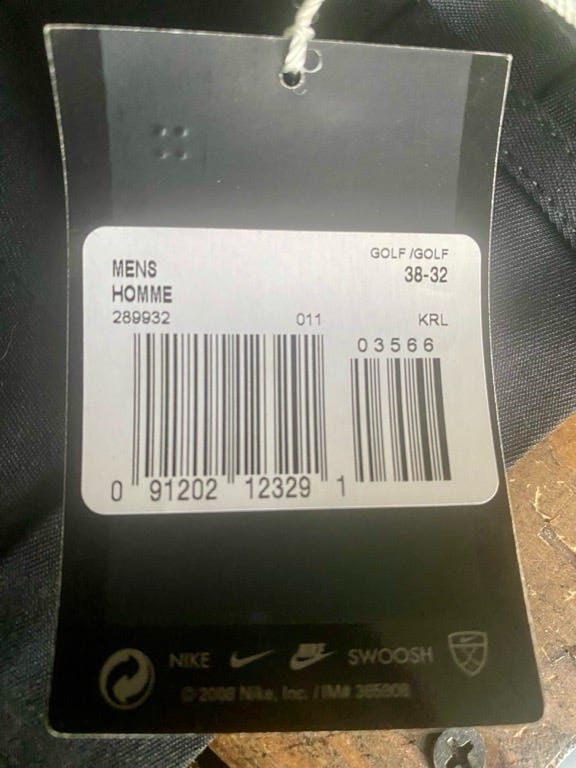 GOLF/GOLF
MENS 38-32
HOMME
289932 011 KRL
03566
0 91202 12329 1
NIKE SWOOSH
© 2008 Nike, Inc. / IM# 365908